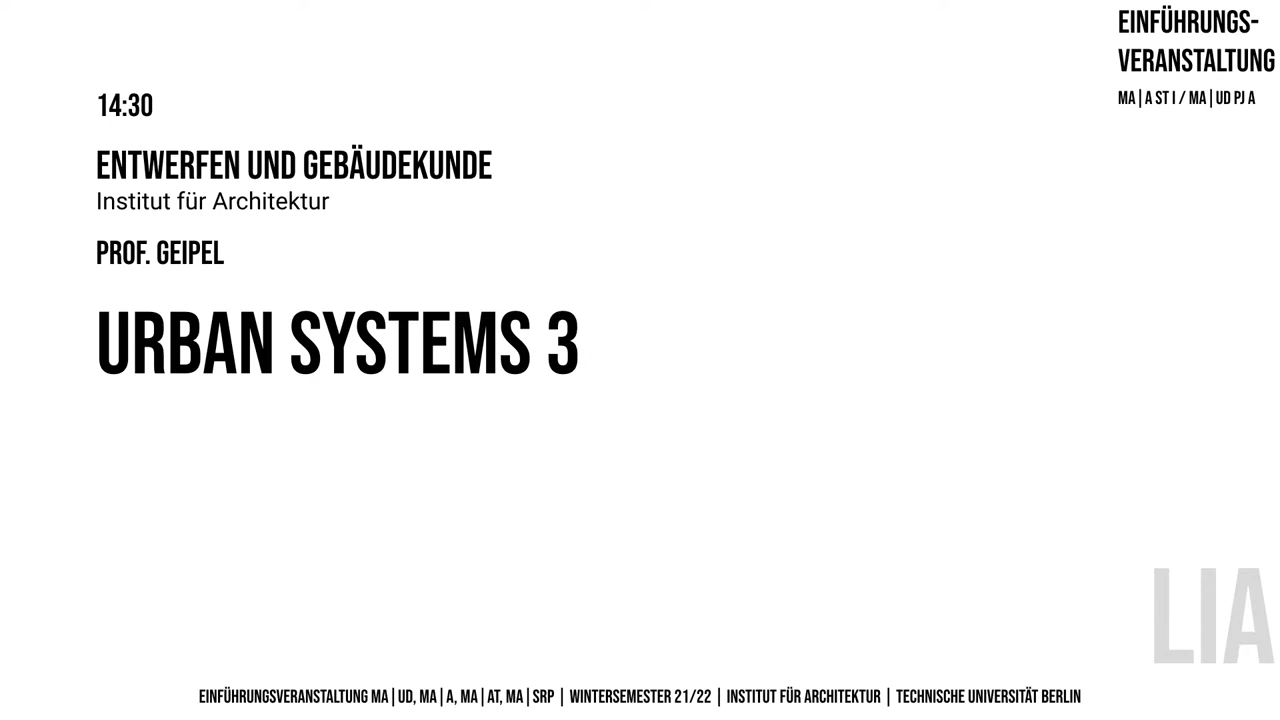 EINFÜHRUNGS-
VERANSTALTUNG
MA|A ST I / MA|UD PJ A
14:30
ENTWERFEN UND GEBÄUDEKUNDE
Institut für Architektur
PROF. GEIPEL
URBAN SYSTEMS 3
LIA
EINFÜHRUNGSVERANSTALTUNG MA|UD, MA|A, MA|AT, MA|SRP | WINTERSEMESTER 21/22 | INSTITUT FÜR ARCHITEKTUR | TECHNISCHE UNIVERSITÄT BERLIN